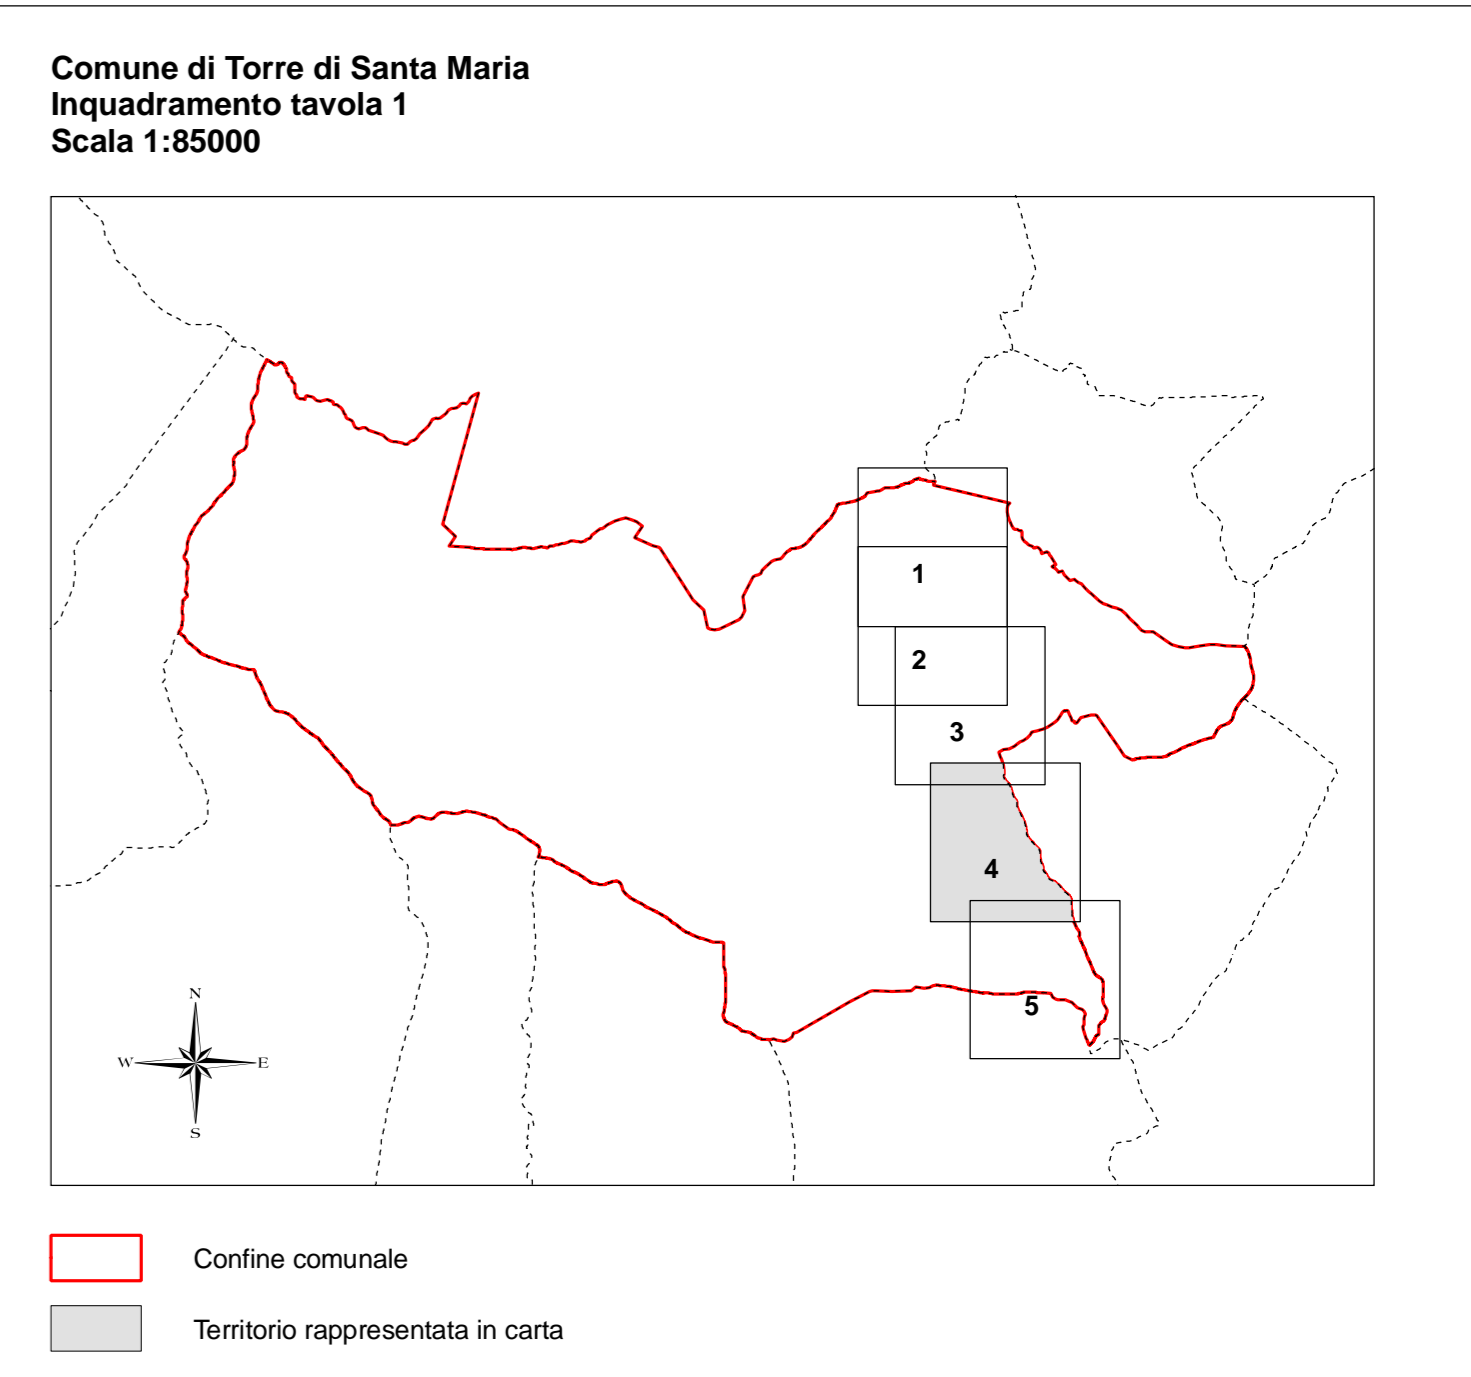 Comune di Torre di Santa Maria
Inquadramento tavola 1
Scala 1:85000
1
2
3
4
5
N
W E
S
Confine comunale
Territorio rappresentata in carta